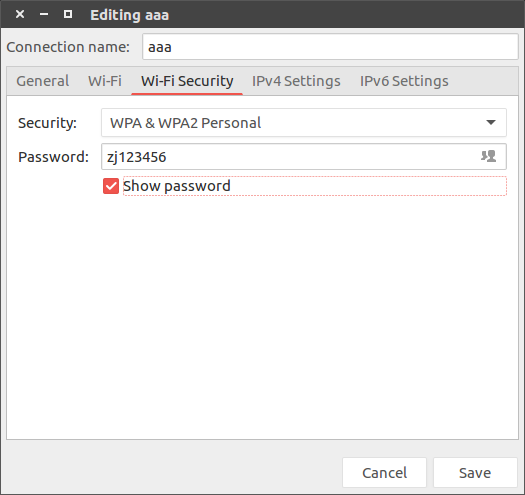 Editing aaa
Connection name: aaa
General Wi-Fi Wi-Fi Security IPv4 Settings IPv6 Settings
Security: WPA & WPA2 Personal
Password: zj123456
Show password
Cancel Save